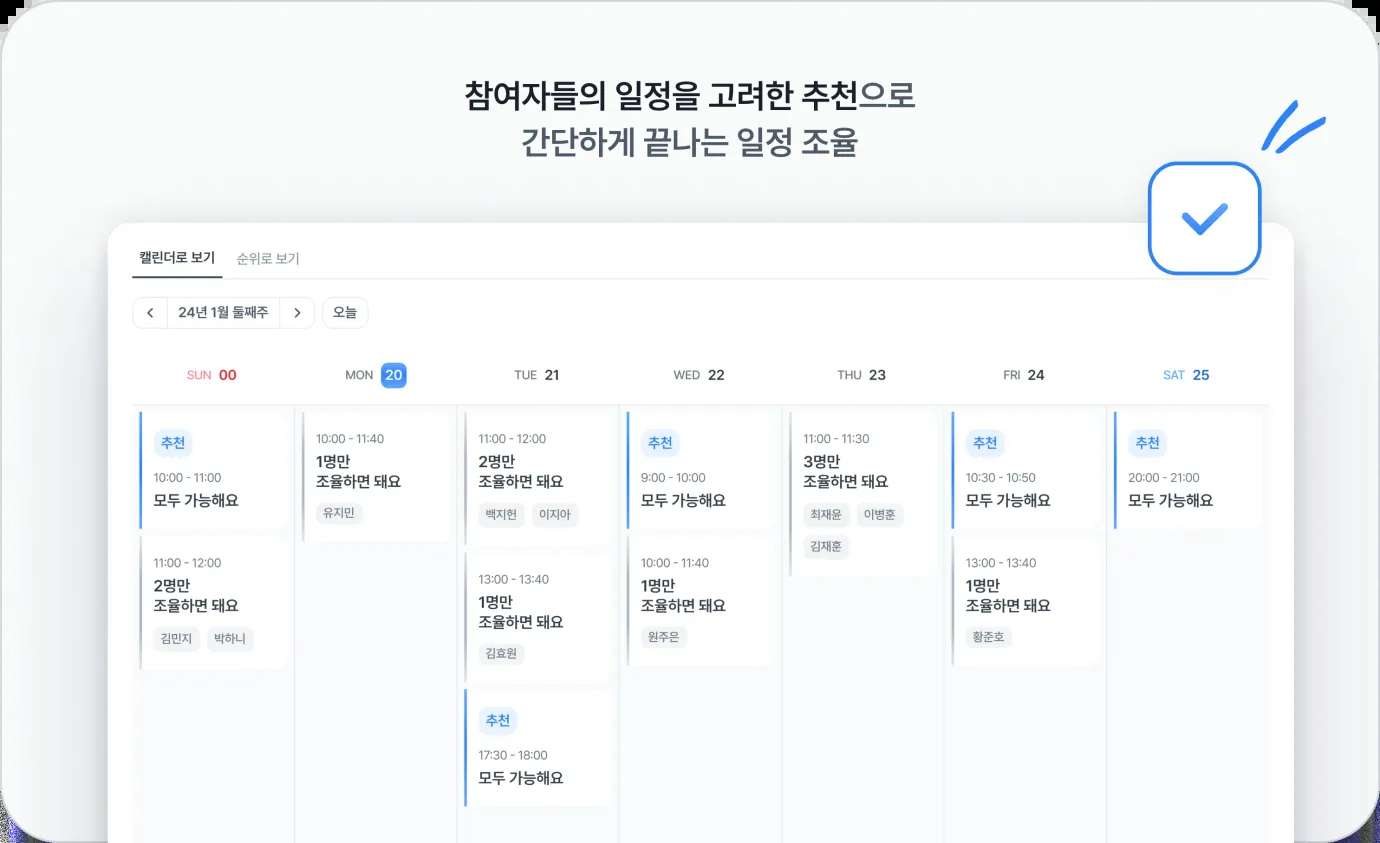 참여자들의 일정을 고려한 추천으로
간단하게 끝나는 일정 조율
캘린더로 보기
순위로 보기
24년 1월 둘째주
오늘
SUN 00
MON 20
TUE 21
WED 22
THU 23
FRI 24
SAT 25
추천
10:00 - 11:00
모두 가능해요
11:00 - 12:00
2명만
조율하면 돼요
김민지 박하니
10:00 - 11:40
1명만
조율하면 돼요
유지민
11:00 - 12:00
2명만
조율하면 돼요
백지헌 이지아
13:00 - 13:40
1명만
조율하면 돼요
김효원
추천
17:30 - 18:00
모두 가능해요
추천
9:00 - 10:00
모두 가능해요
10:00 - 11:40
1명만
조율하면 돼요
원주은
11:00 - 11:30
3명만
조율하면 돼요
최재윤 이병훈
김재훈
추천
10:30 - 10:50
모두 가능해요
13:00 - 13:40
1명만
조율하면 돼요
황준호
추천
20:00 - 21:00
모두 가능해요